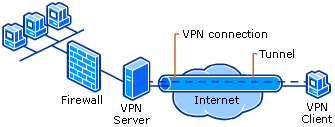 VPN connection
Tunnel
Firewall
VPN
Server
Internet
VPN
Client